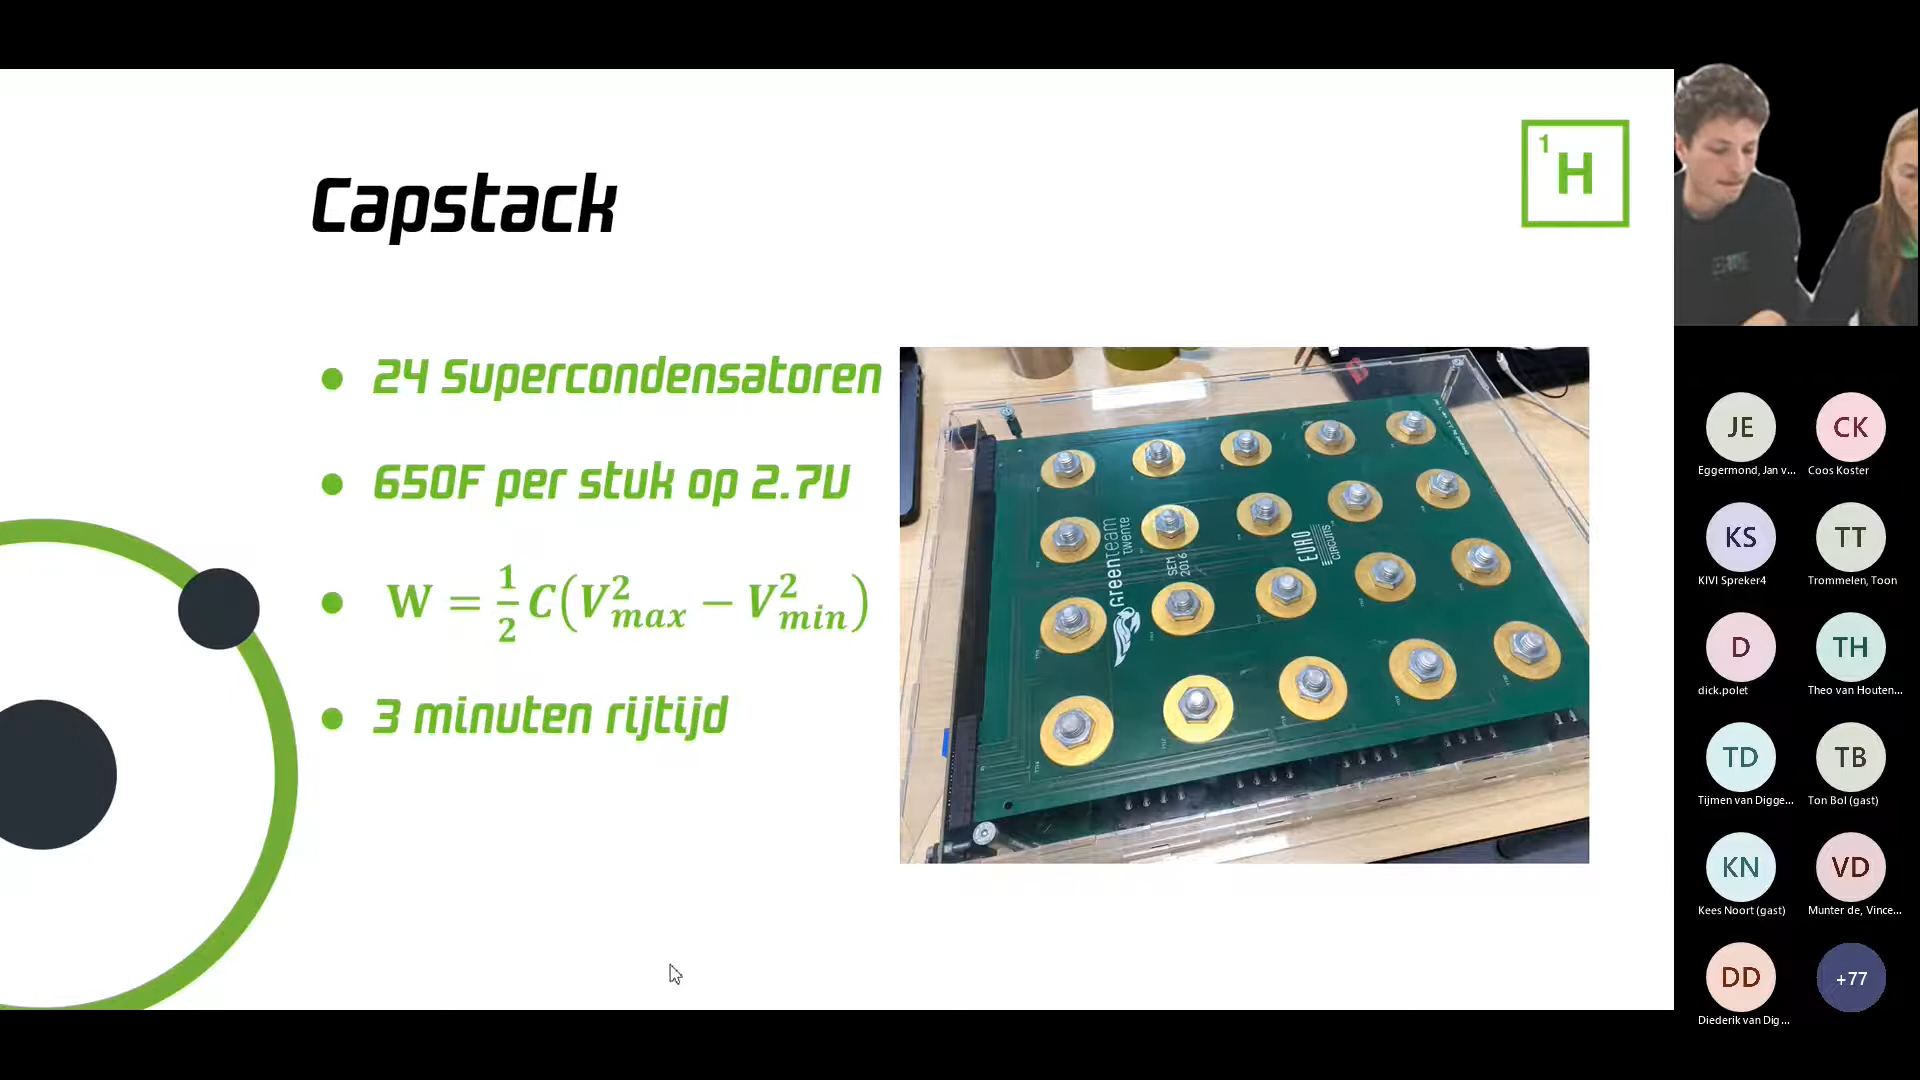 Capstack
1
H
24 Supercondensatoren
650F per stuk op 2.7V
W = 1/2 C(V²max − V²min)
3 minuten rijtijd
Greenteam
twente
SEM
2016
EURO
CIRCUITS
JE
CK
Eggermond, Jan v...
Coos Koster
KS
TT
KIVI Spreker4
Trommelen, Toon
D
TH
dick.polet
Theo van Houten...
TD
TB
Tijmen van Digge...
Ton Bol (gast)
KN
VD
Kees Noort (gast)
Munter de, Vince...
DD
+77
Diederik van Dig...